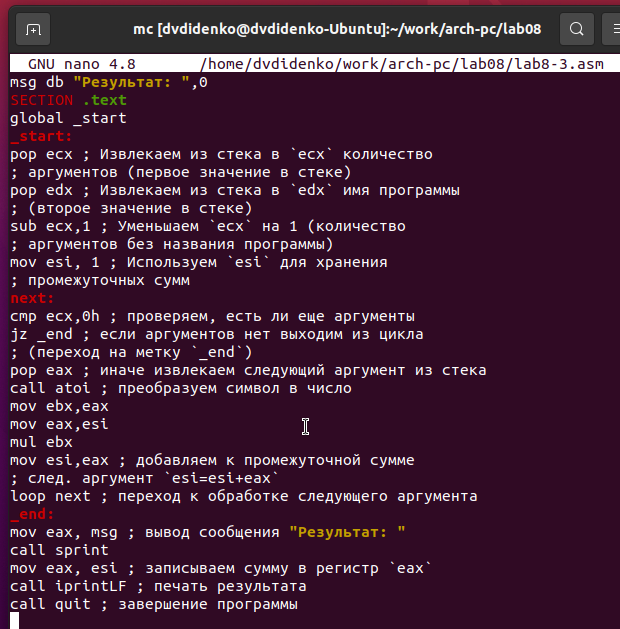 mc [dvdidenko@dvdidenko-Ubuntu]:~/work/arch-pc/lab08
GNU nano 4.8 /home/dvdidenko/work/arch-pc/lab08/lab8-3.asm
msg db "Результат: ",0
SECTION .text
global _start
_start:
pop ecx ; Извлекаем из стека в `ecx` количество
; аргументов (первое значение в стеке)
pop edx ; Извлекаем из стека в `edx` имя программы
; (второе значение в стеке)
sub ecx,1 ; Уменьшаем `ecx` на 1 (количество
; аргументов без названия программы)
mov esi, 1 ; Используем `esi` для хранения
; промежуточных сумм
next:
cmp ecx,0h ; проверяем, есть ли еще аргументы
jz _end ; если аргументов нет выходим из цикла
; (переход на метку `_end`)
pop eax ; иначе извлекаем следующий аргумент из стека
call atoi ; преобразуем символ в число
mov ebx,eax
mov eax,esi
mul ebx
mov esi,eax ; добавляем к промежуточной сумме
; след. аргумент `esi=esi+eax`
loop next ; переход к обработке следующего аргумента
_end:
mov eax, msg ; вывод сообщения "Результат: "
call sprint
mov eax, esi ; записываем сумму в регистр `eax`
call iprintLF ; печать результата
call quit ; завершение программы